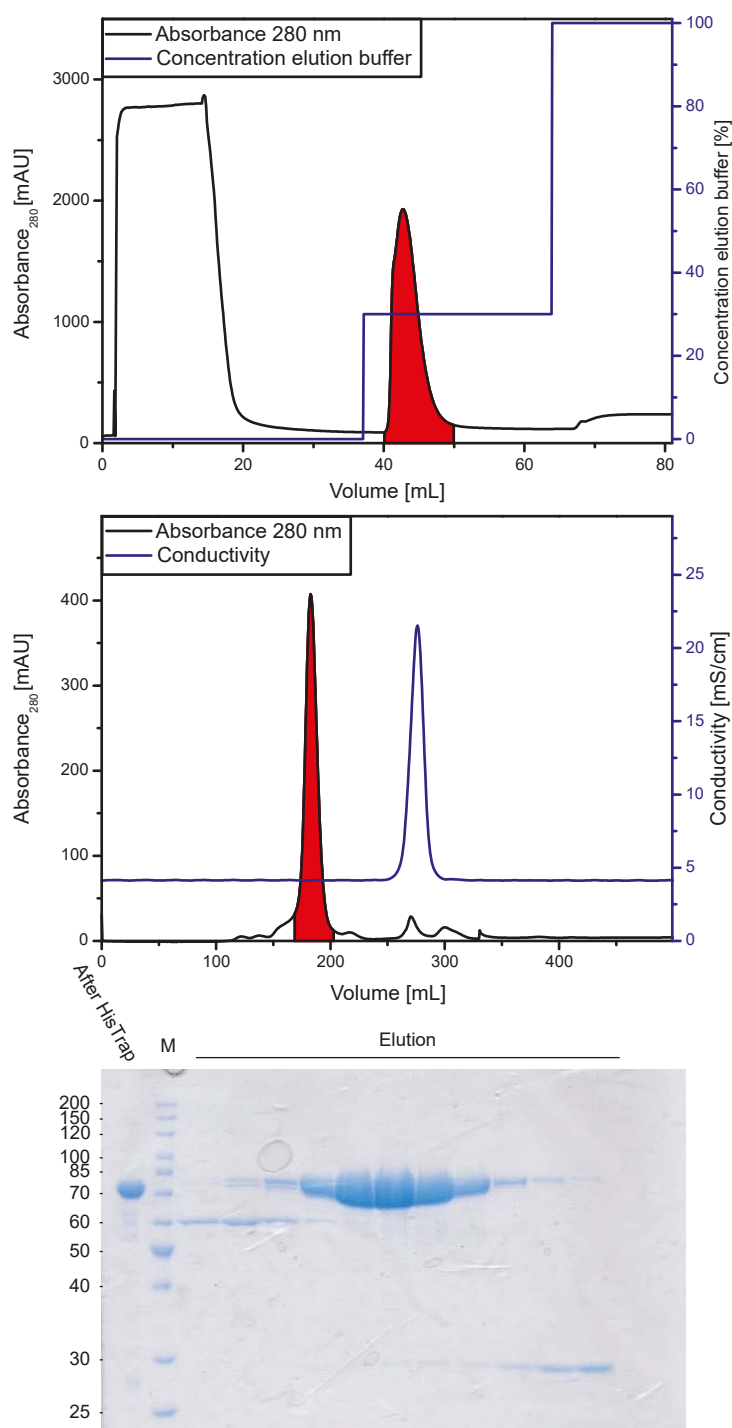 Absorbance 280 nm
Concentration elution buffer
Absorbance280 [mAU]
3000
2000
1000
0
100
80
60
40
20
0
Concentration elution buffer [%]
0 20 40 60 80
Volume [mL]
Absorbance 280 nm
Conductivity
Absorbance280 [mAU]
400
300
200
100
0
25
20
15
10
5
0
Conductivity [mS/cm]
0 100 200 300 400
Volume [mL]
After HisTrap
M
Elution
200
150
120
100
85
70
60
50
40
30
25